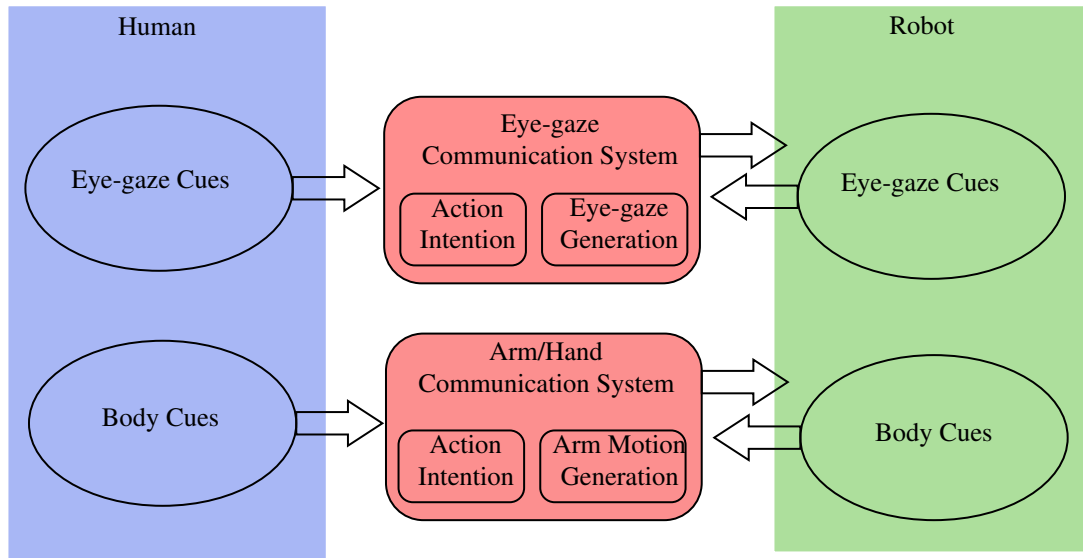 Human
Robot
Eye-gaze Cues
Eye-gaze
Communication System
Action
Intention
Eye-gaze
Generation
Eye-gaze Cues
Body Cues
Arm/Hand
Communication System
Action
Intention
Arm Motion
Generation
Body Cues